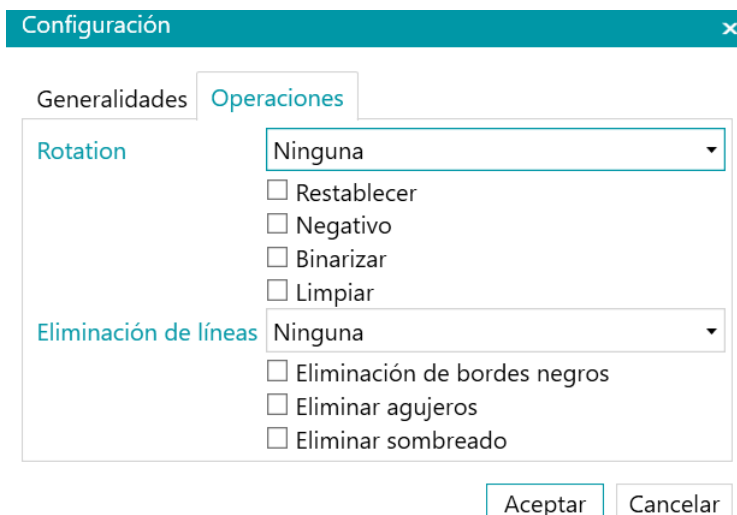 Configuración ×
Generalidades Operaciones
Rotation Ninguna
Restablecer
Negativo
Binarizar
Limpiar
Eliminación de líneas Ninguna
Eliminación de bordes negros
Eliminar agujeros
Eliminar sombreado
Aceptar Cancelar